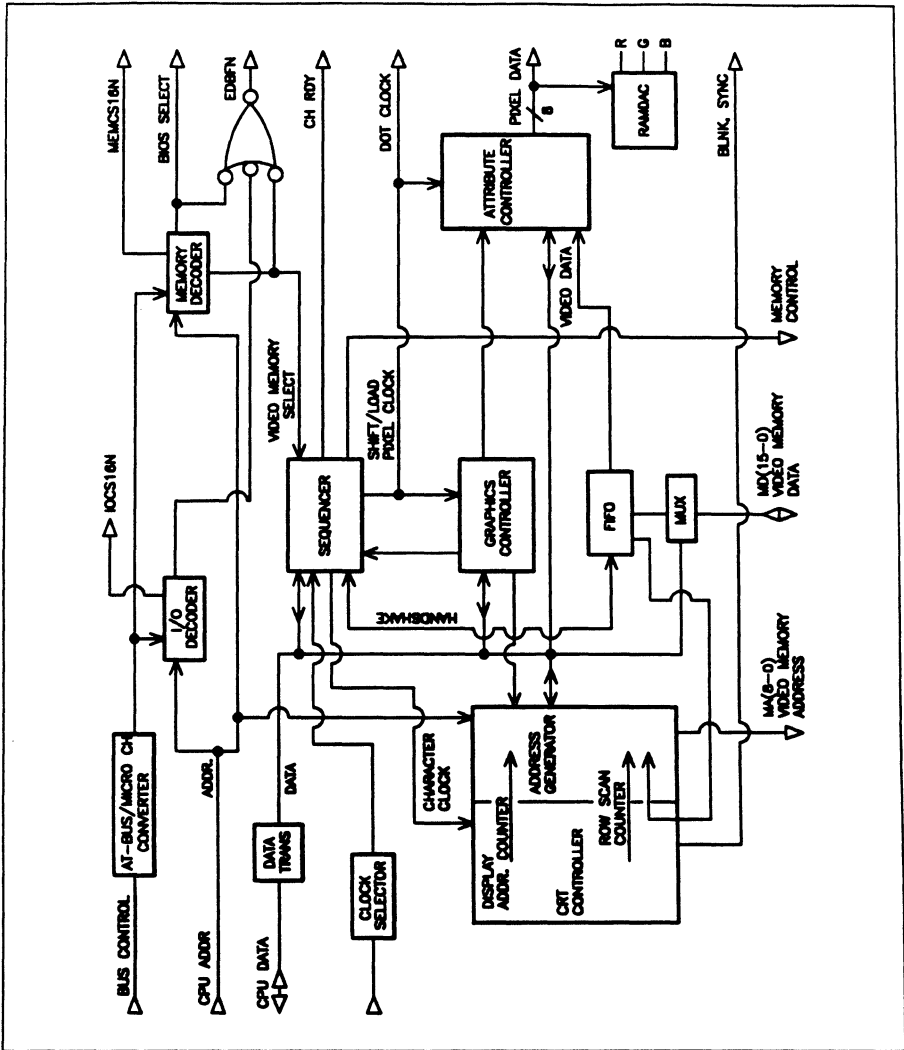 BUS CONTROL
AT-BUS/MICRO CH
CONVERTER
CPU ADDR
ADDR.
CPU DATA
DATA
TRANS
DATA
CLOCK
SELECTOR
IOCS16N
I/O
DECODER
MEMCS16N
MEMORY
DECODER
BIOS SELECT
EDBFN
VIDEO MEMORY
SELECT
CH RDY
SEQUENCER
SHIFT/LOAD
PIXEL CLOCK
DOT CLOCK
HANDSHAKE
CHARACTER
CLOCK
GRAPHICS
CONTROLLER
ATTRIBUTE
CONTROLLER
PIXEL DATA
8
RAMDAC
R
G
B
VIDEO DATA
DISPLAY
ADDR. COUNTER
ADDRESS
GENERATOR
CRT
CONTROLLER
ROW SCAN
COUNTER
FIFO
MUX
BLNK, SYNC
MA(8-0)
VIDEO MEMORY
ADDRESS
MD(15-0)
VIDEO MEMORY
DATA
MEMORY
CONTROL